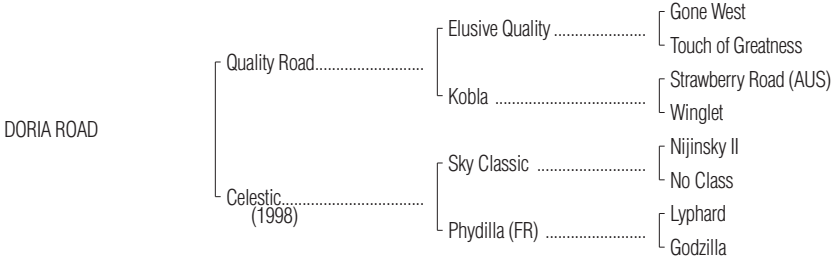 Gone West
Elusive Quality ......................
Touch of Greatness
Quality Road..........................
Strawberry Road (AUS)
Kobla ....................................
Winglet
DORIA ROAD
Nijinsky II
Sky Classic ..........................
No Class
Celestic..................................
(1998)
Lyphard
Phydilla (FR) ........................
Godzilla